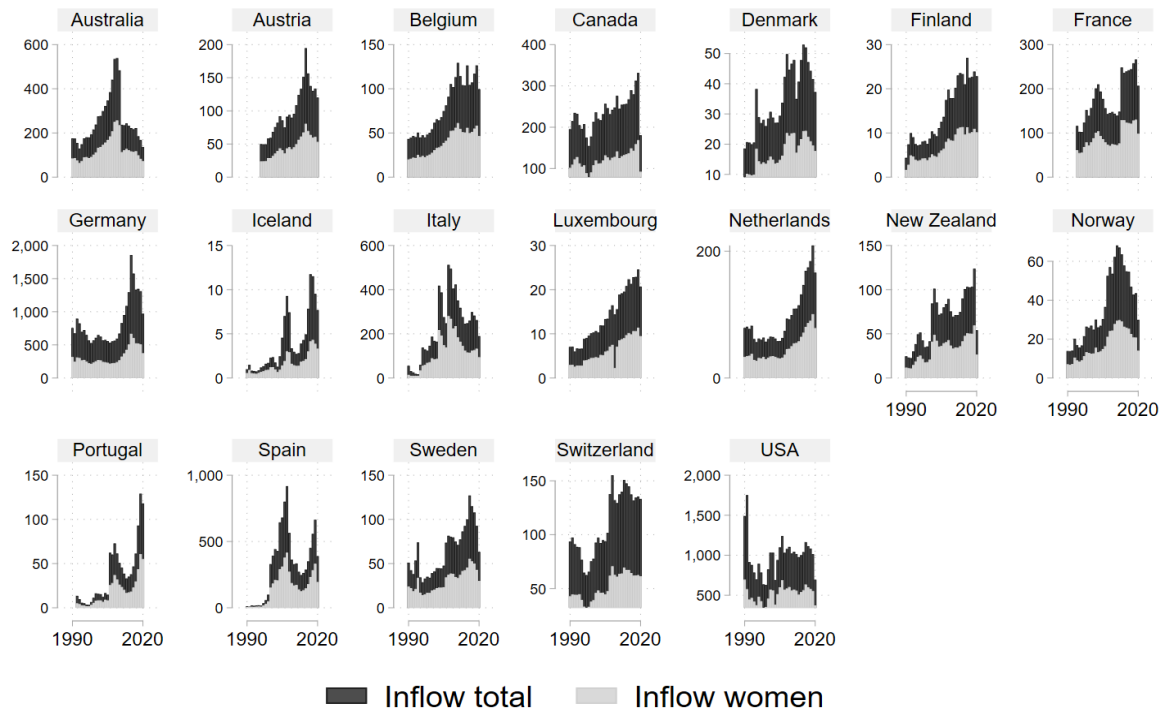 Australia Austria Belgium Canada Denmark Finland France
600 200 150 400 50 30 300
400 150 100 300 40 20 200
200 100 50 200 30 10 100
0 50 0 100 20 0 0
0 10
Germany Iceland Italy Luxembourg Netherlands New Zealand Norway
2,000 15 600 30 200 150 60
1,500 10 400 20 0 100 40
1,000 5 200 10 50 20
500 0 0 0 0 0
0
1990 2020 1990 2020
Portugal Spain Sweden Switzerland USA
150 1,000 150 150 2,000
100 500 100 100 1,500
50 0 50 50 1,000
0 0 500
1990 2020 1990 2020 1990 2020 1990 2020 1990 2020
Inflow total Inflow women